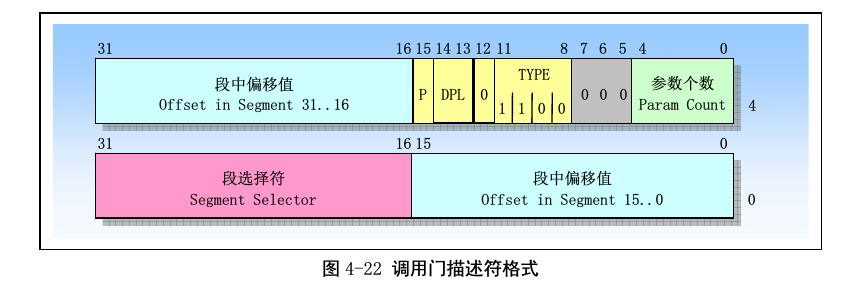 31 16 15 14 13 12 11 8 7 6 5 4 0
段中偏移值
Offset in Segment 31..16
P
DPL
0
TYPE
1 1 0 0
0 0 0
参数个数
Param Count
4
31 16 15 0
段选择符
Segment Selector
段中偏移值
Offset in Segment 15..0
0
图 4-22 调用门描述符格式